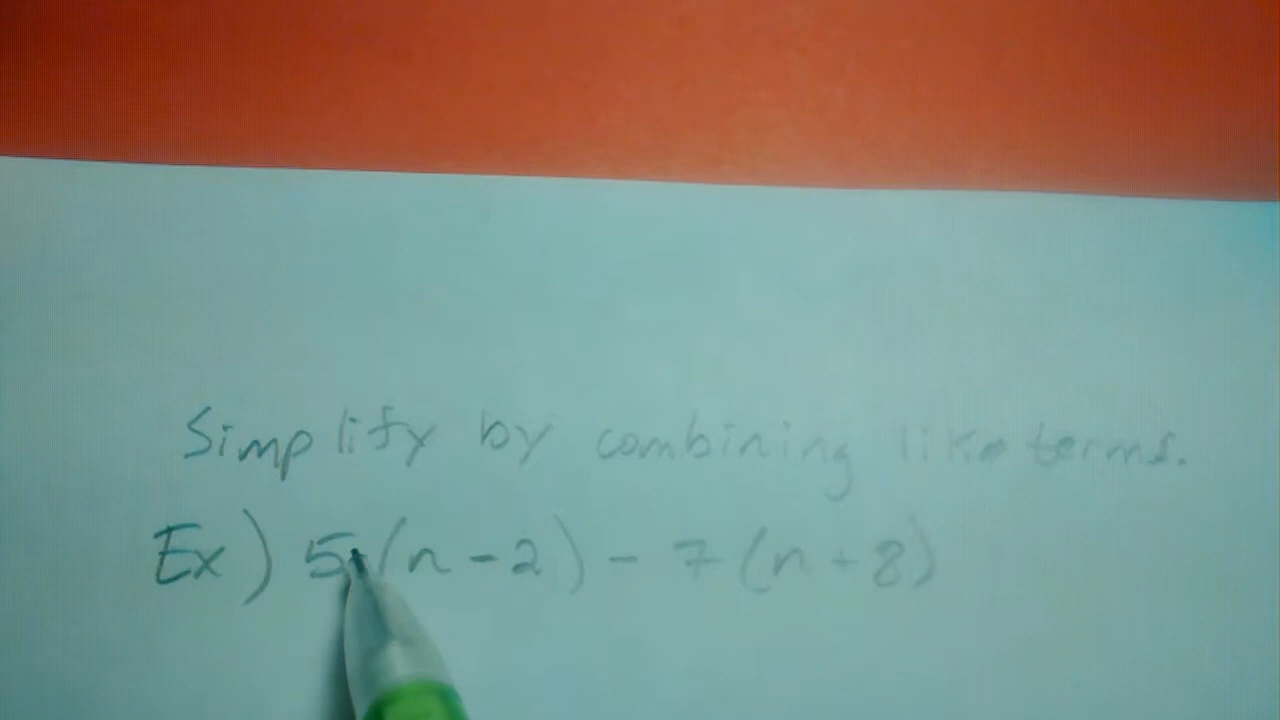 Simplify by combining like terms.
Ex) 5(n-2) - 7(n+8)